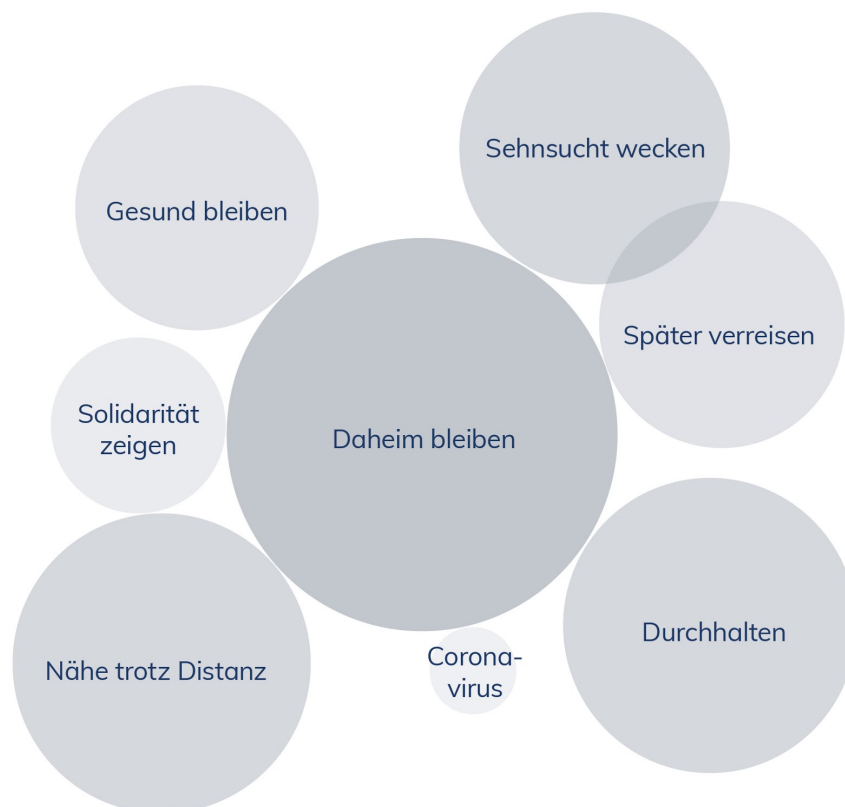 Sehnsucht wecken
Gesund bleiben
Später verreisen
Solidarität
zeigen
Daheim bleiben
Durchhalten
Nähe trotz Distanz
Corona-
virus